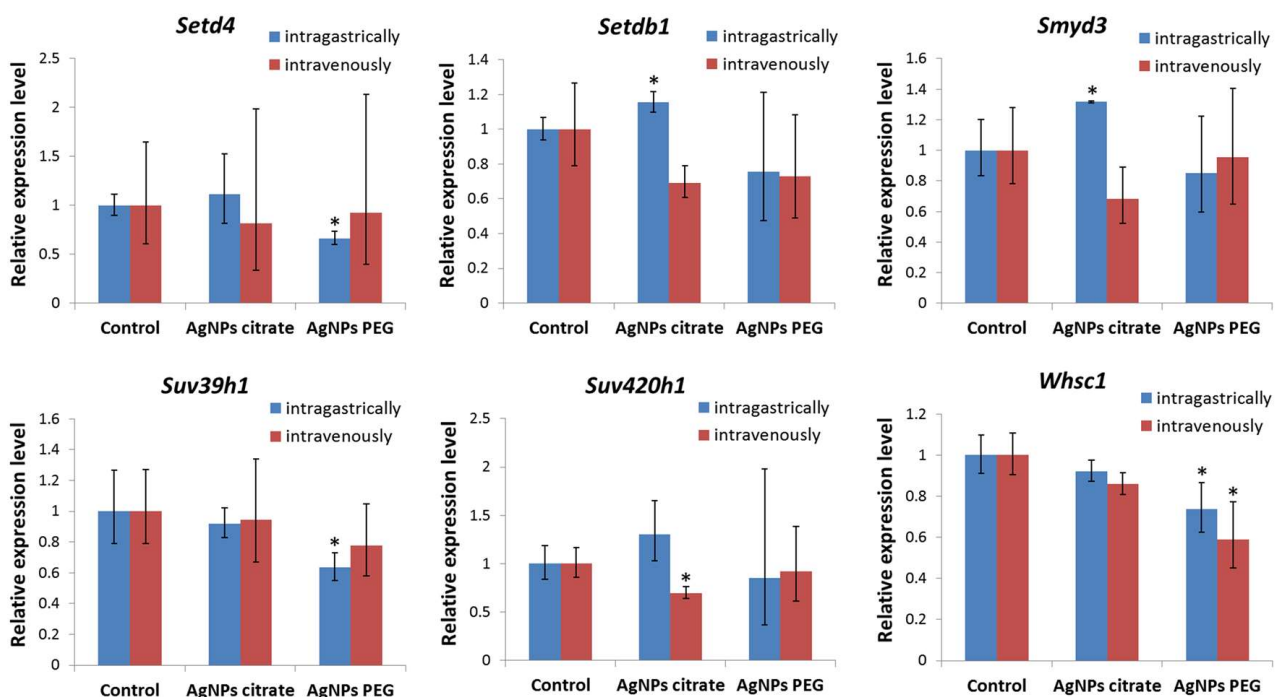 Setd4
intragastrically
intravenously
Relative expression level
2.5
2
1.5
1
0.5
0
*
Control
AgNPs citrate
AgNPs PEG
Setdb1
intragastrically
intravenously
Relative expression level
1.4
1.2
1
0.8
0.6
0.4
0.2
0
*
Control
AgNPs citrate
AgNPs PEG
Smyd3
intragastrically
intravenously
Relative expression level
1.6
1.4
1.2
1
0.8
0.6
0.4
0.2
0
*
Control
AgNPs citrate
AgNPs PEG
Suv39h1
intragastrically
intravenously
Relative expression level
1.6
1.4
1.2
1
0.8
0.6
0.4
0.2
0
*
Control
AgNPs citrate
AgNPs PEG
Suv420h1
intragastrically
intravenously
Relative expression level
2.5
2
1.5
1
0.5
0
*
Control
AgNPs citrate
AgNPs PEG
Whsc1
intragastrically
intravenously
Relative expression level
1.2
1
0.8
0.6
0.4
0.2
0
*
*
Control
AgNPs citrate
AgNPs PEG